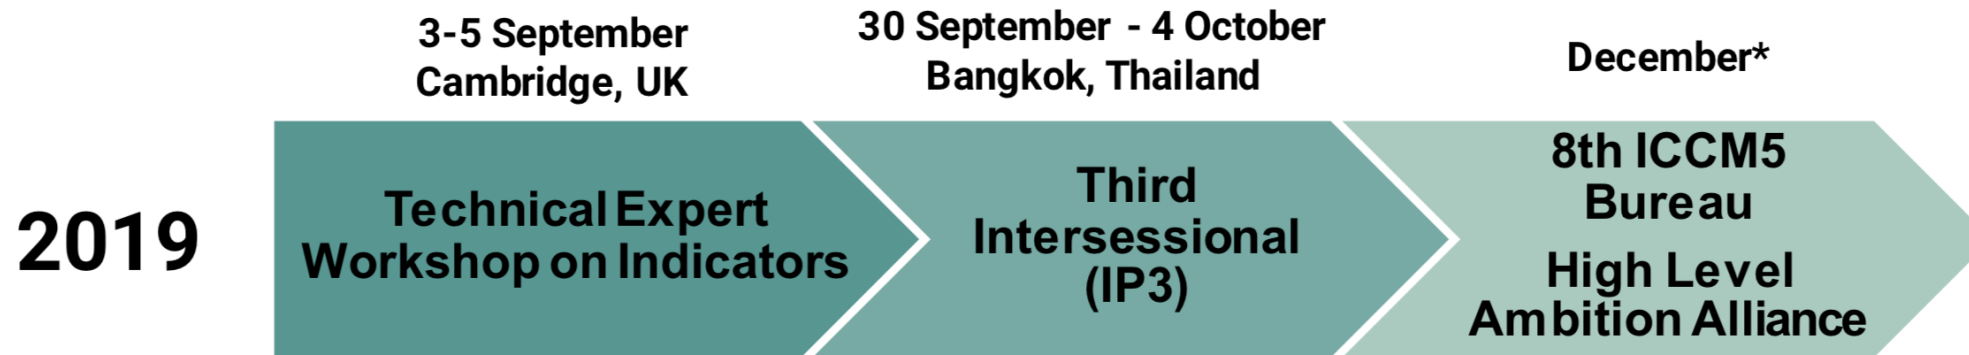 3-5 September
Cambridge, UK
30 September - 4 October
Bangkok, Thailand
December*
2019
Technical Expert
Workshop on Indicators
Third
Intersessional
(IP3)
8th ICCM5
Bureau
High Level
Ambition Alliance